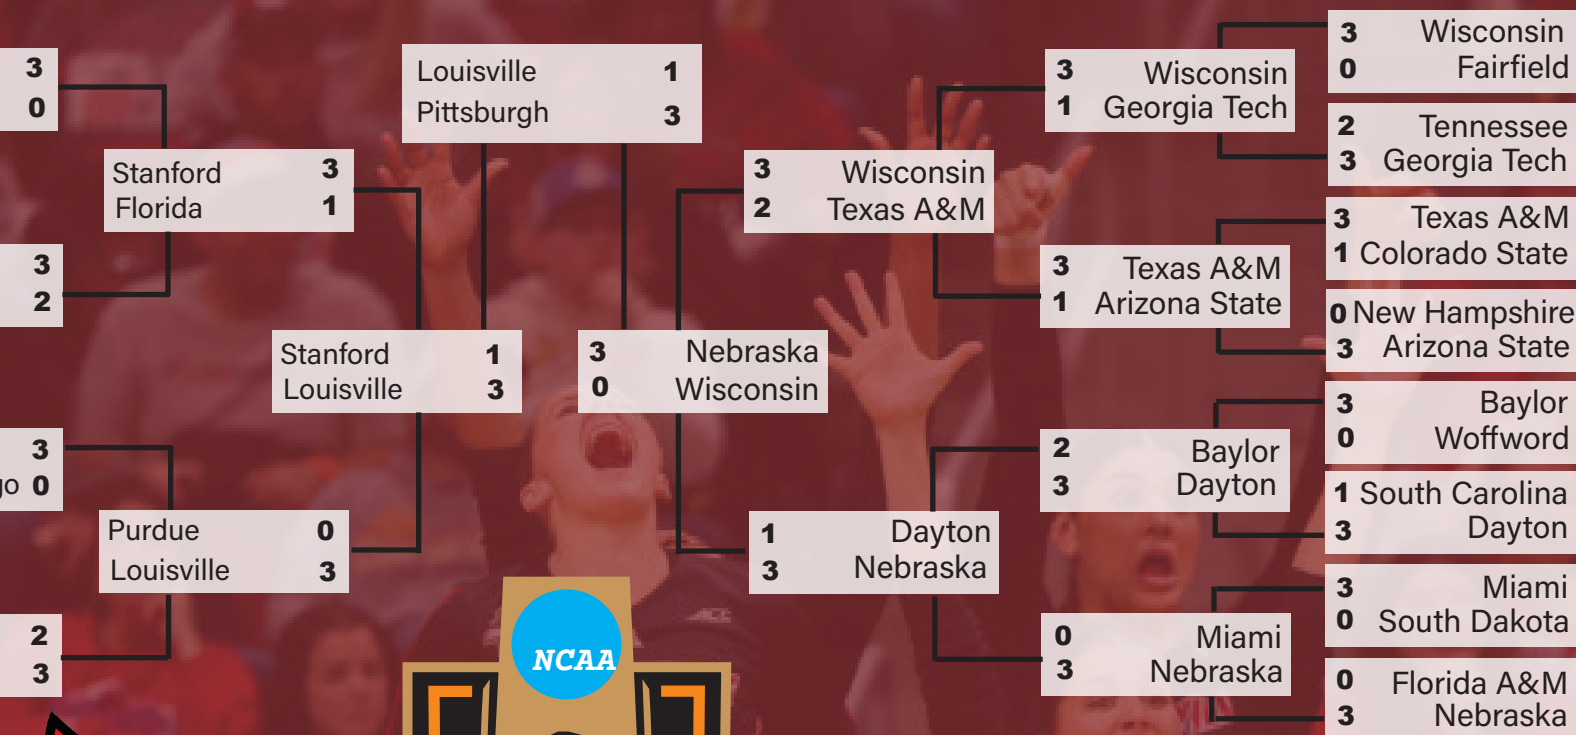 3
0
Stanford 3
Florida 1
3
2
Louisville 1
Pittsburgh 3
Stanford 1
Louisville 3
3
go 0
Purdue 0
Louisville 3
2
3
3 Nebraska
0 Wisconsin
3 Wisconsin
2 Texas A&M
1 Dayton
3 Nebraska
3 Wisconsin
1 Georgia Tech
3 Texas A&M
1 Arizona State
2 Baylor
3 Dayton
0 Miami
3 Nebraska
3 Wisconsin
0 Fairfield
2 Tennessee
3 Georgia Tech
3 Texas A&M
1 Colorado State
0 New Hampshire
3 Arizona State
3 Baylor
0 Woffword
1 South Carolina
3 Dayton
3 Miami
0 South Dakota
0 Florida A&M
3 Nebraska
NCAA
ACC